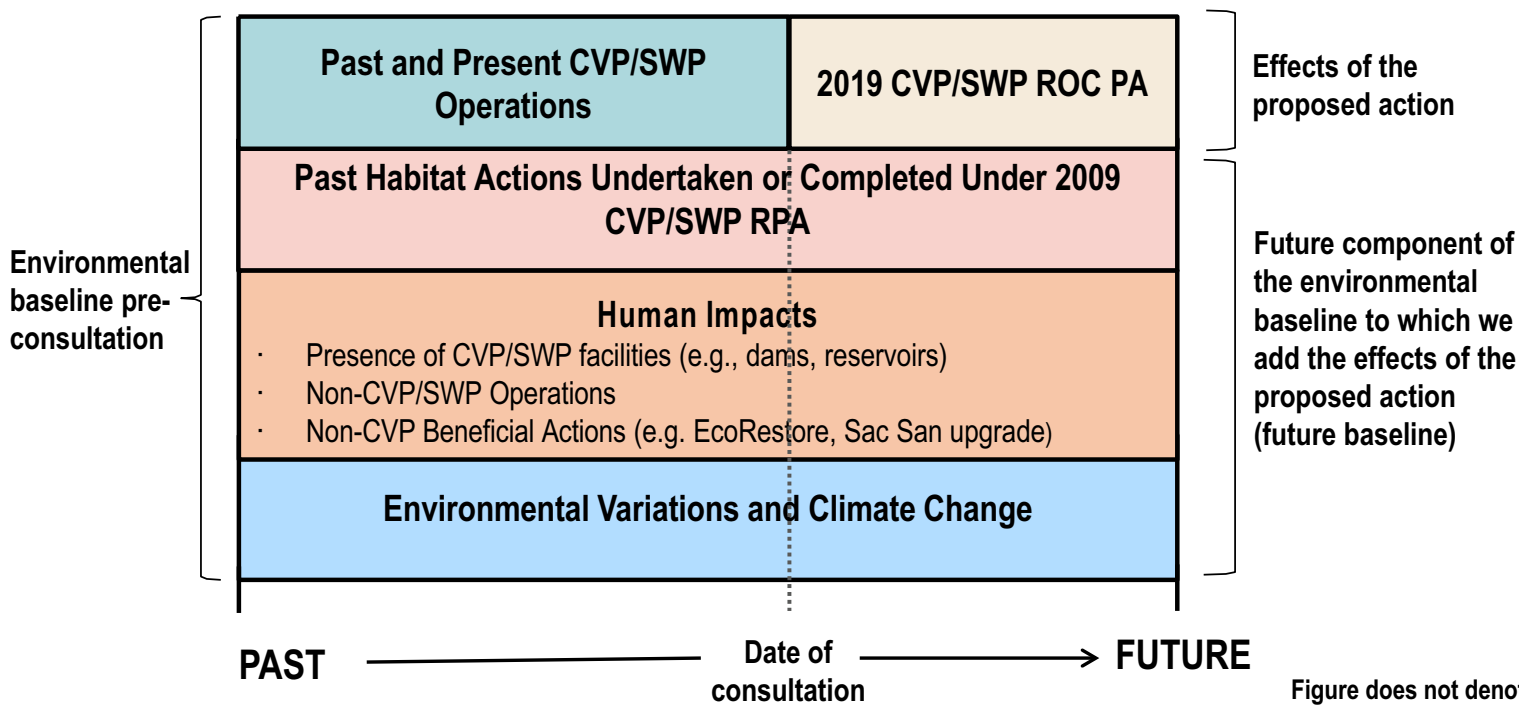 Past and Present CVP/SWP
Operations
2019 CVP/SWP ROC PA
Effects of the
proposed action
Past Habitat Actions Undertaken or Completed Under 2009
CVP/SWP RPA
Environmental
baseline pre-
consultation
Human Impacts
· Presence of CVP/SWP facilities (e.g., dams, reservoirs)
· Non-CVP/SWP Operations
· Non-CVP Beneficial Actions (e.g. EcoRestore, Sac San upgrade)
Future component of
the environmental
baseline to which we
add the effects of the
proposed action
(future baseline)
Environmental Variations and Climate Change
PAST
Date of
consultation
FUTURE
Figure does not